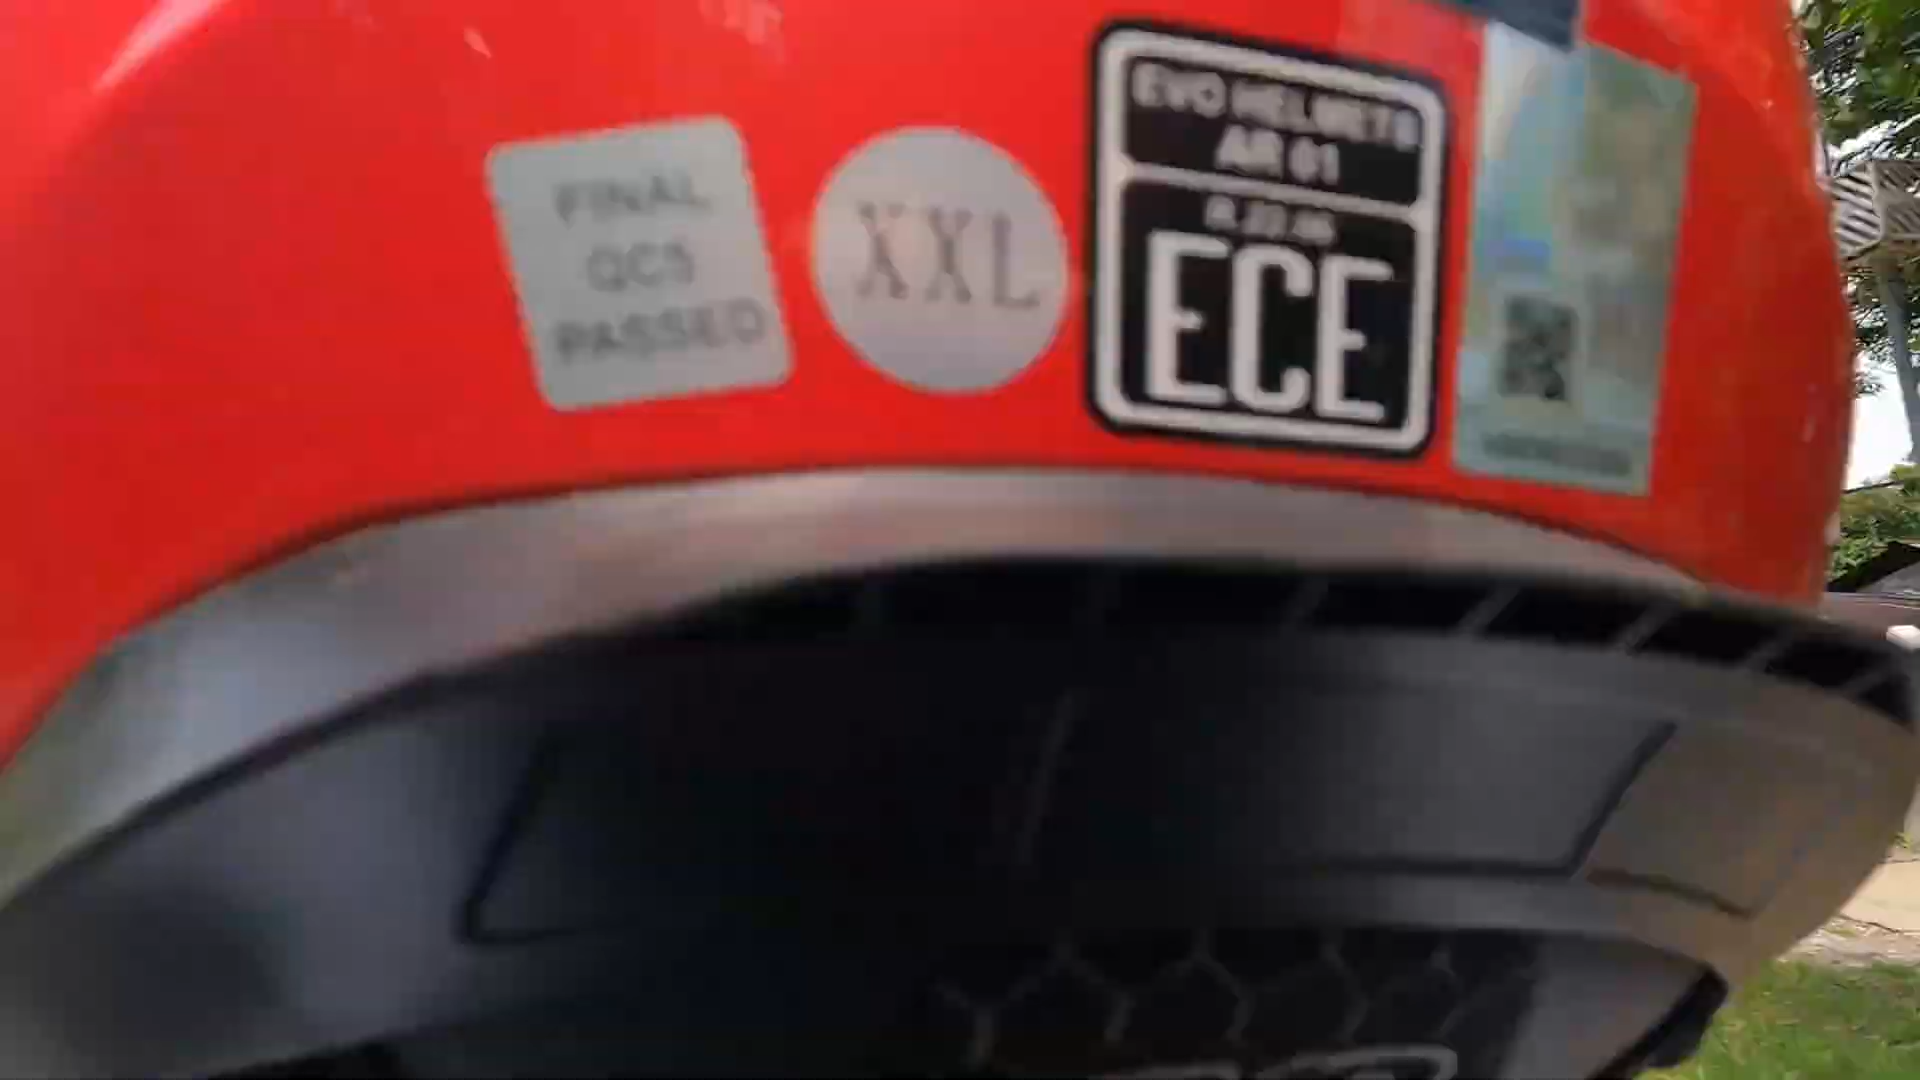 FINAL
QC5
PASSED
XXL
EVO HELMETS
AR 01
ECE